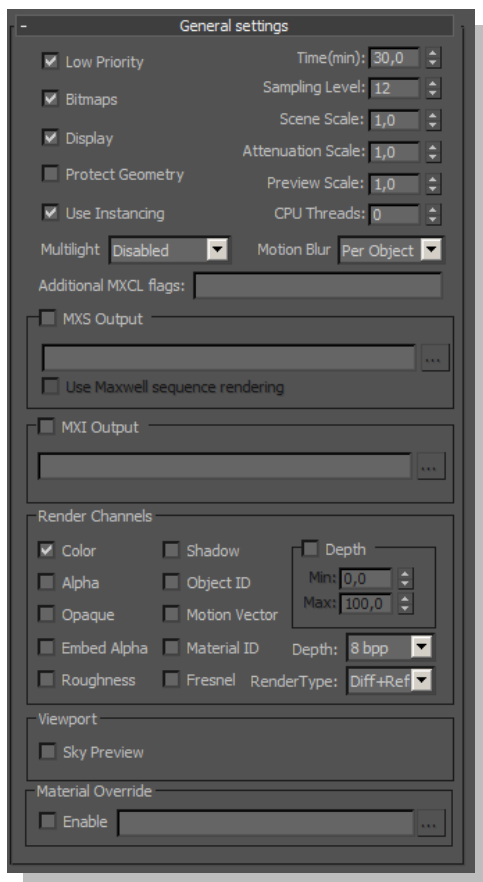 - General settings
Low Priority Time(min): 30,0
Bitmaps Sampling Level: 12
Display Scene Scale: 1,0
Attenuation Scale: 1,0
Protect Geometry Preview Scale: 1,0
Use Instancing CPU Threads: 0
Multilight Disabled Motion Blur Per Object
Additional MXCL flags:
MXS Output
...
Use Maxwell sequence rendering
MXI Output
...
Render Channels
Color Shadow Depth
Alpha Object ID Min: 0,0
Opaque Motion Vector Max: 100,0
Embed Alpha Material ID Depth: 8 bpp
Roughness Fresnel RenderType: Diff+Ref
Viewport
Sky Preview
Material Override
Enable ...